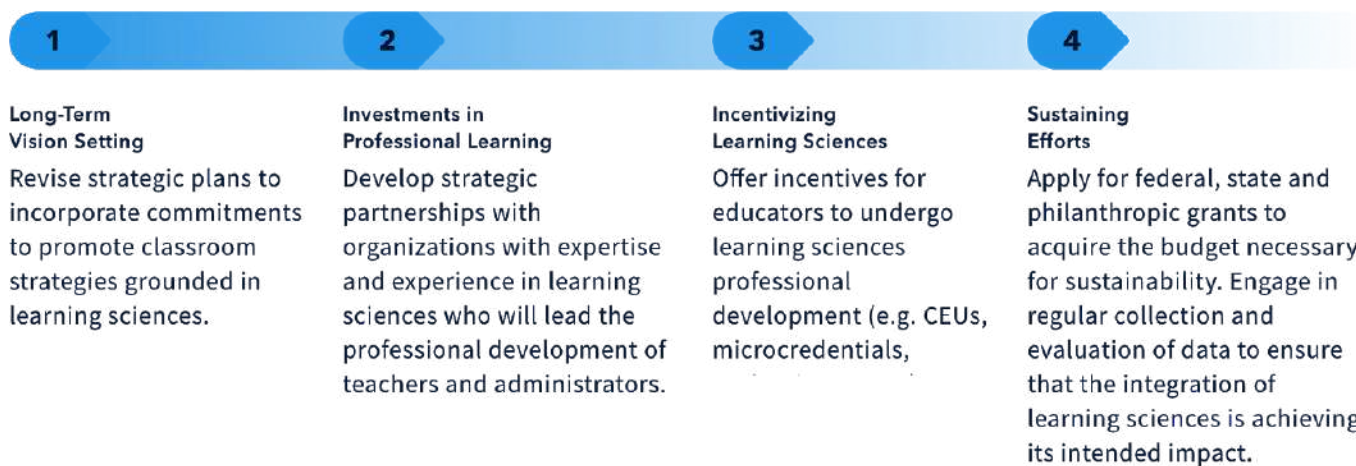 1
2
3
4
Long-Term
Vision Setting
Revise strategic plans to
incorporate commitments
to promote classroom
strategies grounded in
learning sciences.
Investments in
Professional Learning
Develop strategic
partnerships with
organizations with expertise
and experience in learning
sciences who will lead the
professional development of
teachers and administrators.
Incentivizing
Learning Sciences
Offer incentives for
educators to undergo
learning sciences
professional
development (e.g. CEUs,
microcredentials,
Sustaining
Efforts
Apply for federal, state and
philanthropic grants to
acquire the budget necessary
for sustainability. Engage in
regular collection and
evaluation of data to ensure
that the integration of
learning sciences is achieving
its intended impact.